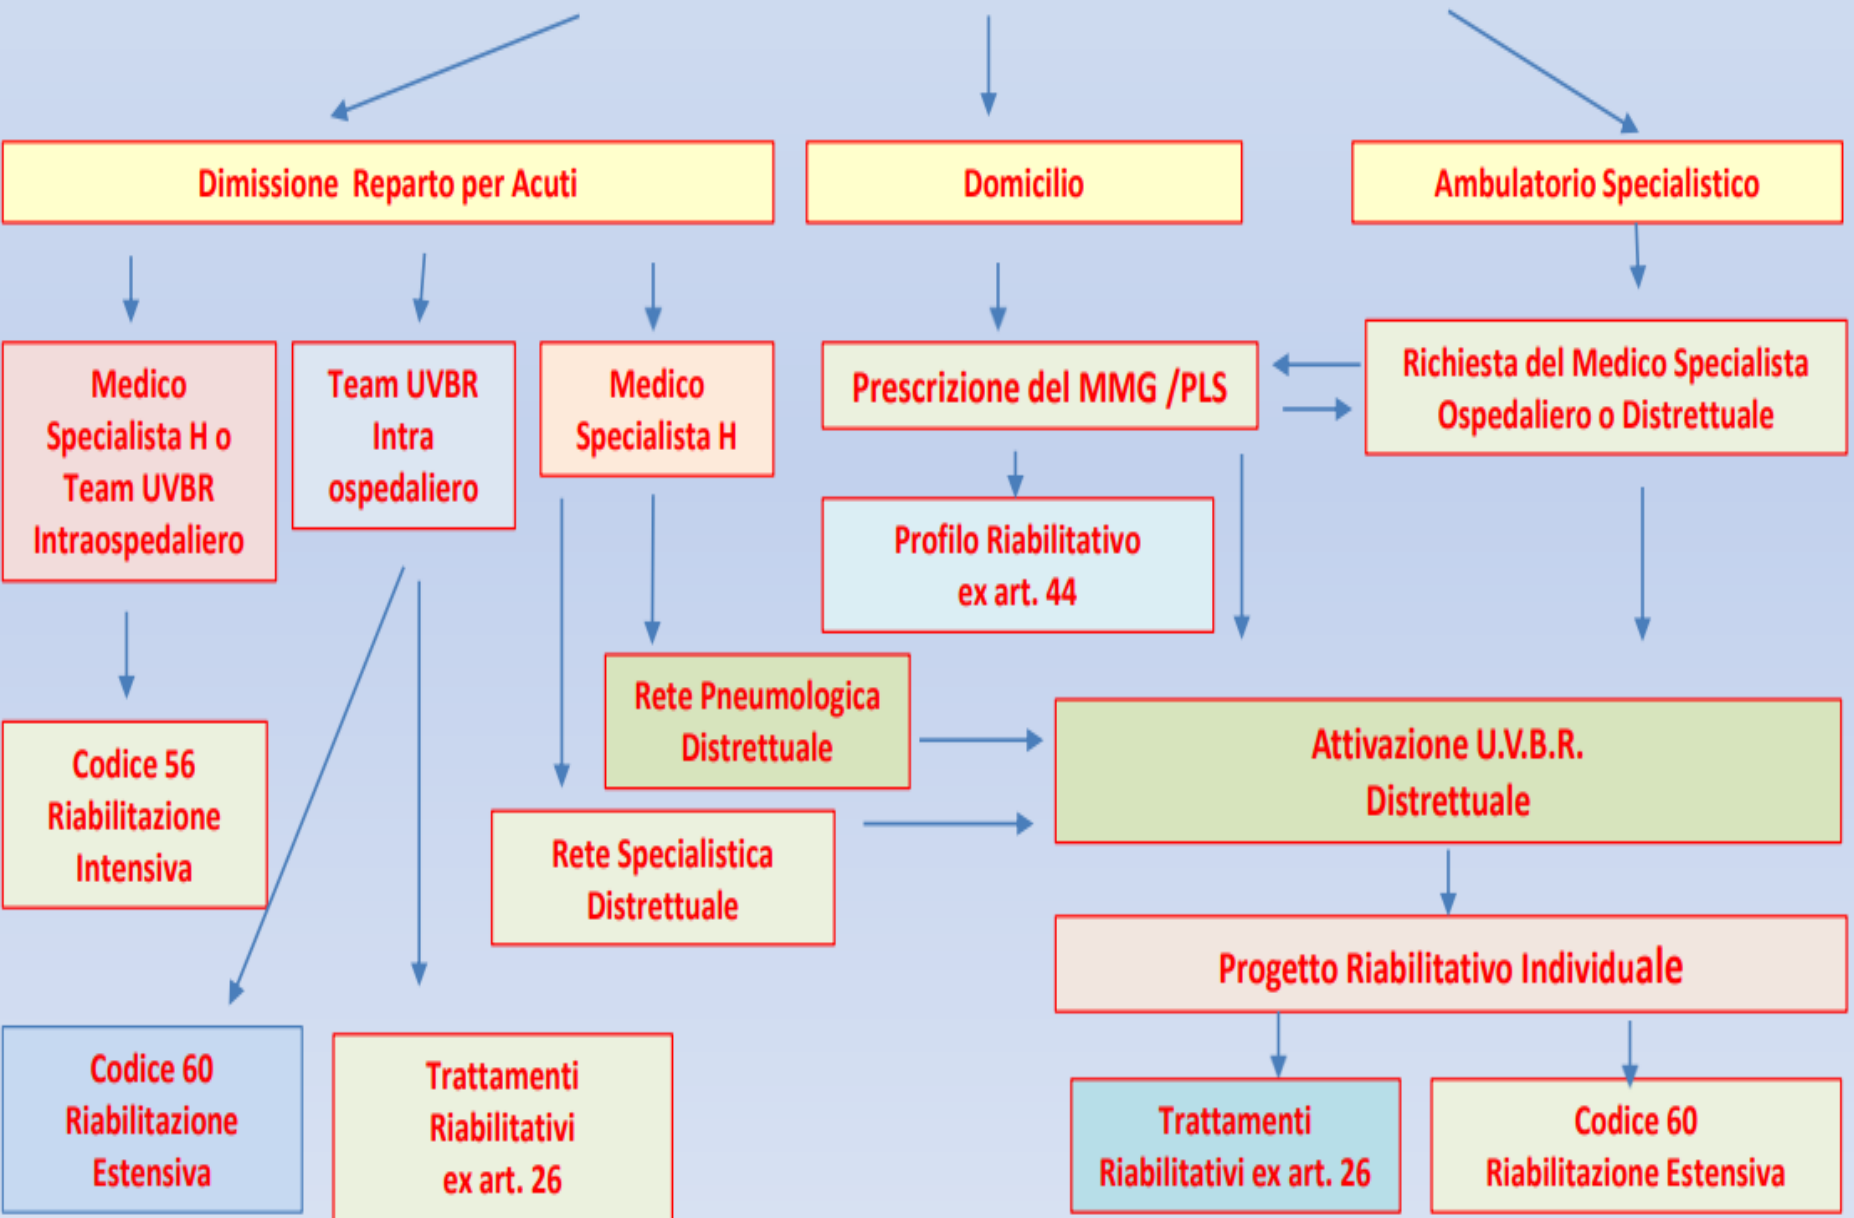 Dimissione Reparto per Acuti
Domicilio
Ambulatorio Specialistico
Medico
Specialista H o
Team UVBR
Intraospedaliero
Team UVBR
Intra
ospedaliero
Medico
Specialista H
Prescrizione del MMG /PLS
Richiesta del Medico Specialista
Ospedaliero o Distrettuale
Profilo Riabilitativo
ex art. 44
Rete Pneumologica
Distrettuale
Codice 56
Riabilitazione
Intensiva
Rete Specialistica
Distrettuale
Attivazione U.V.B.R.
Distrettuale
Progetto Riabilitativo Individuale
Codice 60
Riabilitazione
Estensiva
Trattamenti
Riabilitativi
ex art. 26
Trattamenti
Riabilitativi ex art. 26
Codice 60
Riabilitazione Estensiva